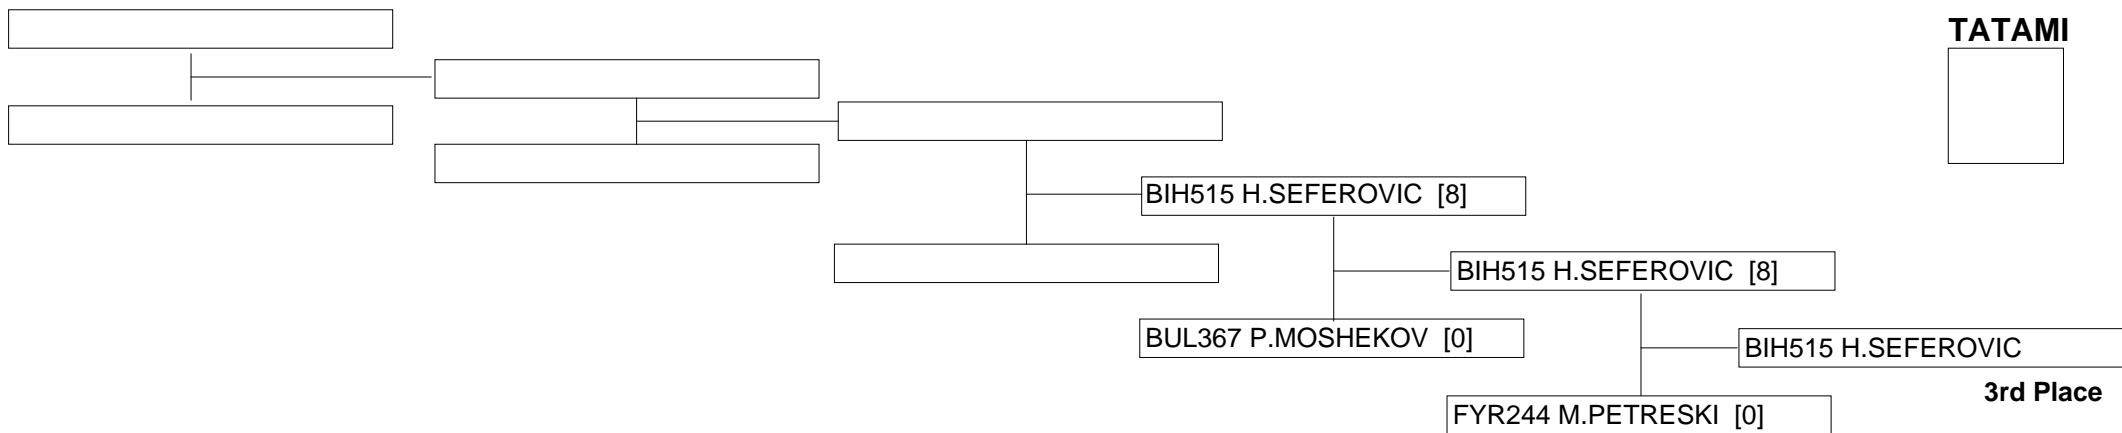 TATAMI
BIH515 H.SEFEROVIC [8]
BIH515 H.SEFEROVIC [8]
BUL367 P.MOSHEKOV [0]
BIH515 H.SEFEROVIC
3rd Place
FYR244 M.PETRESKI [0]